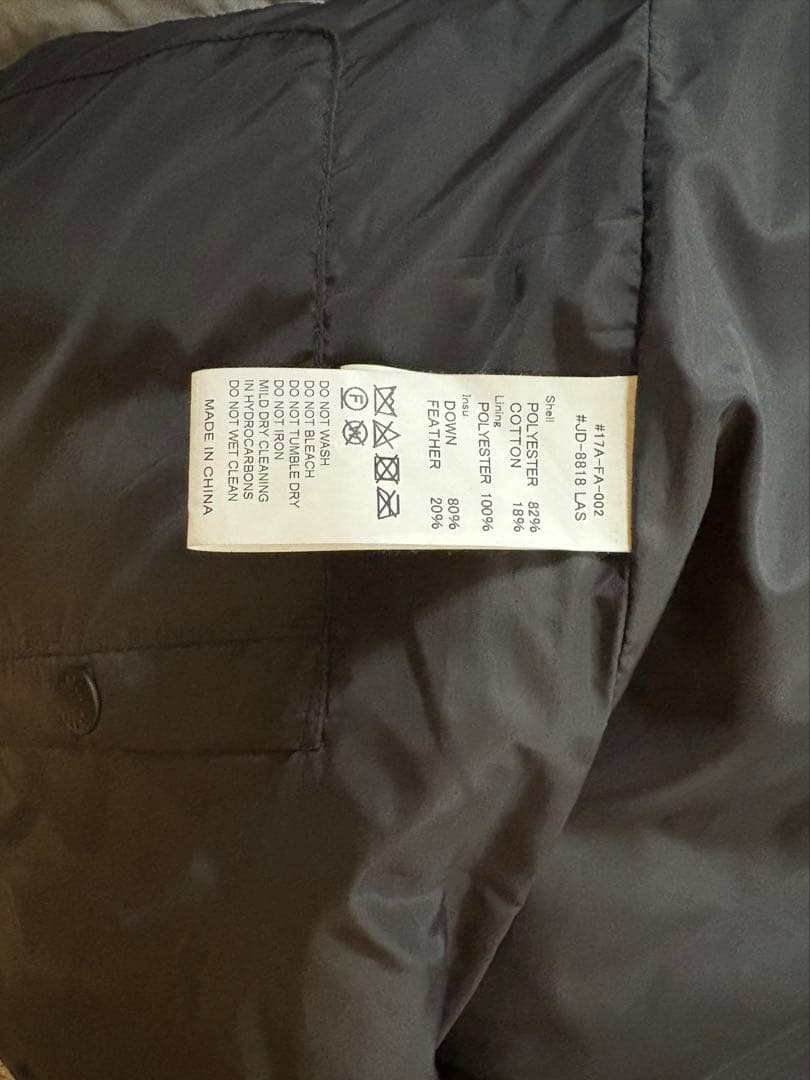 #17A-FA-002
#JD-8818 LAS
Shell
POLYESTER 82%
COTTON 18%
Lining
POLYESTER 100%
Insu
DOWN 80%
FEATHER 20%
F W
DO NOT WASH
DO NOT BLEACH
DO NOT TUMBLE DRY
DO NOT IRON
MILD DRY CLEANING
IN HYDROCARBONS
DO NOT WET CLEAN
MADE IN CHINA